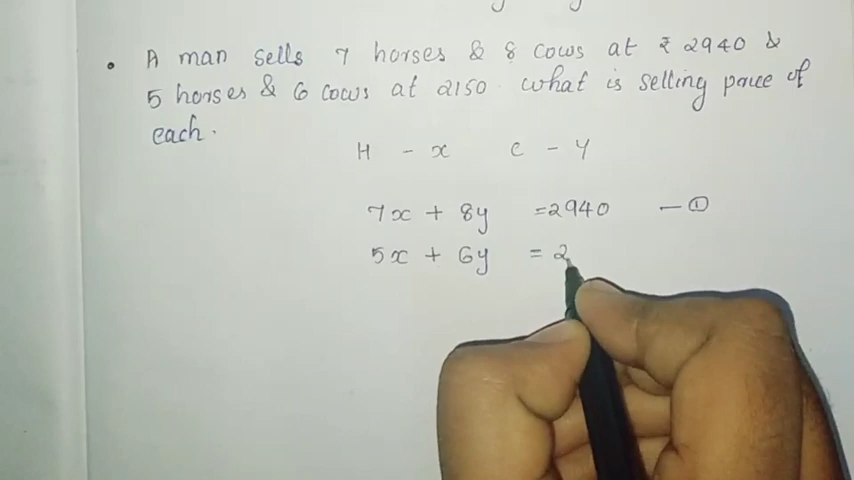 • A man sells 7 horses & 8 cows at ₹ 2940 &
5 horses & 6 cows at 2150. what is selling price of
each.
H - x C - y
7x + 8y = 2940 — ①
5x + 6y = 2